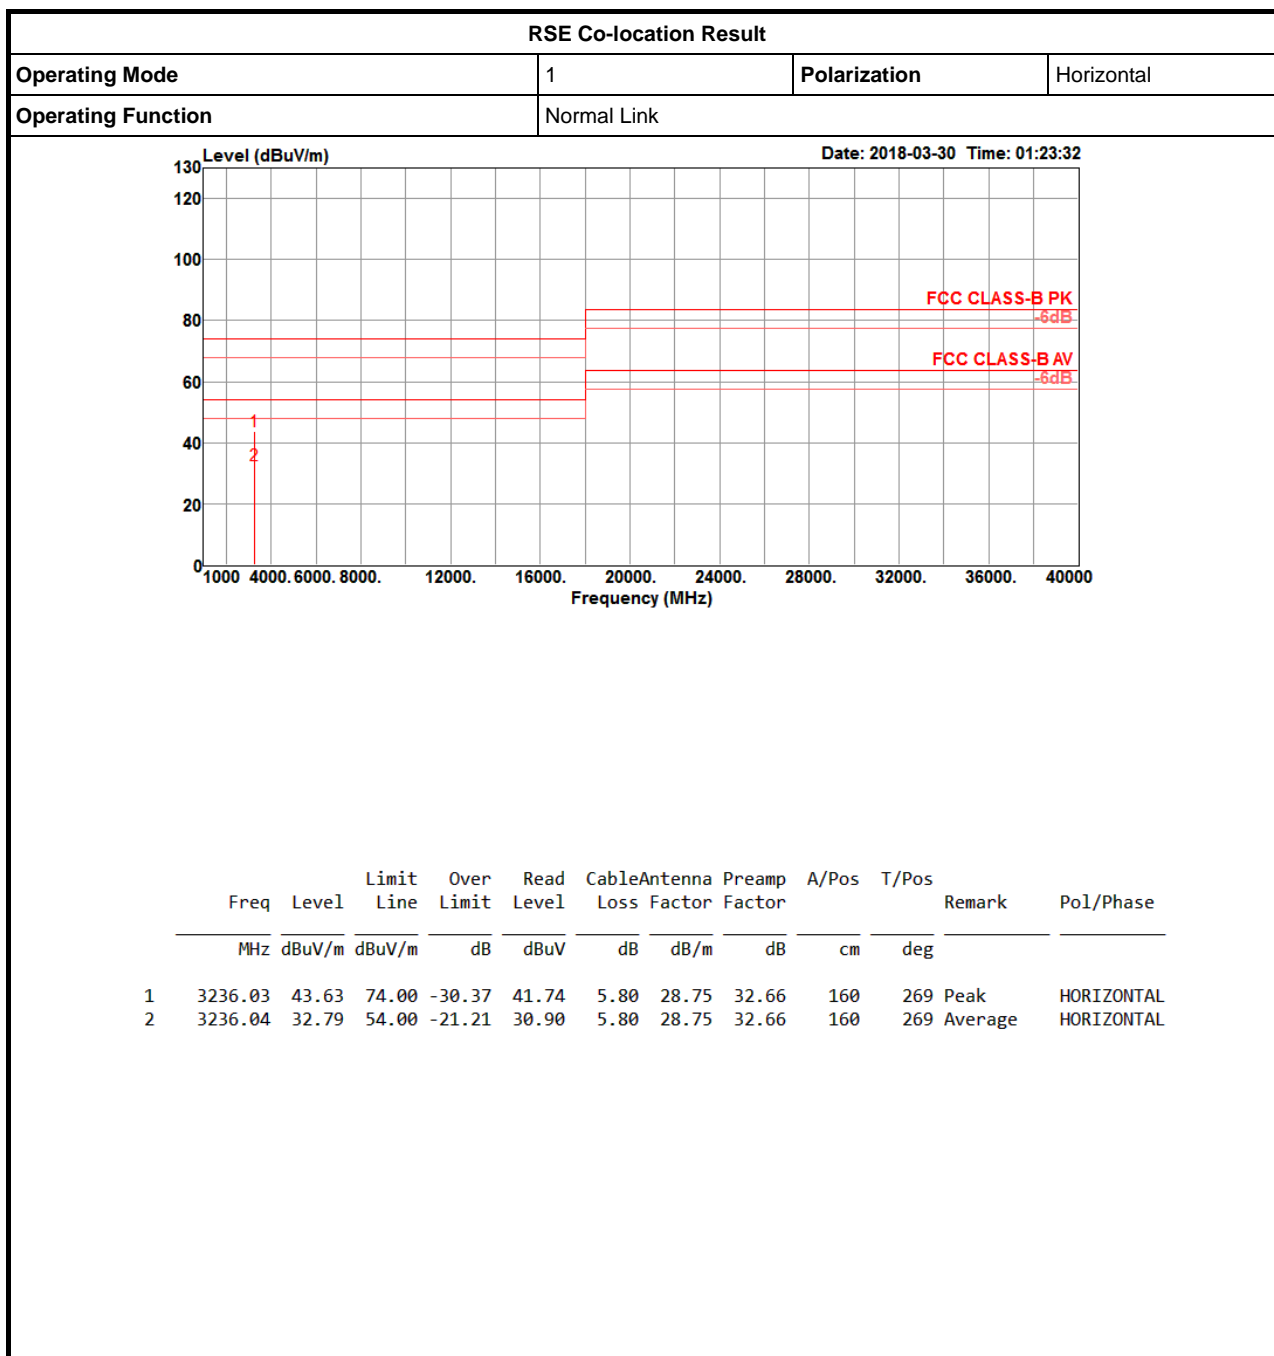 RSE Co-location Result
Operating Mode 1 Polarization Horizontal
Operating Function Normal Link
Level (dBuV/m) Date: 2018-03-30 Time: 01:23:32
130
120
100
FCC CLASS-B PK
80 -6dB
FCC CLASS-B AV
60 -6dB
1
40
2
20
0
1000 4000. 6000. 8000. 12000. 16000. 20000. 24000. 28000. 32000. 36000. 40000
Frequency (MHz)
Limit Over Read CableAntenna Preamp A/Pos T/Pos
Freq Level Line Limit Level Loss Factor Factor Remark Pol/Phase
MHz dBuV/m dBuV/m dB dBuV dB dB/m dB cm deg
1 3236.03 43.63 74.00 -30.37 41.74 5.80 28.75 32.66 160 269 Peak HORIZONTAL
2 3236.04 32.79 54.00 -21.21 30.90 5.80 28.75 32.66 160 269 Average HORIZONTAL